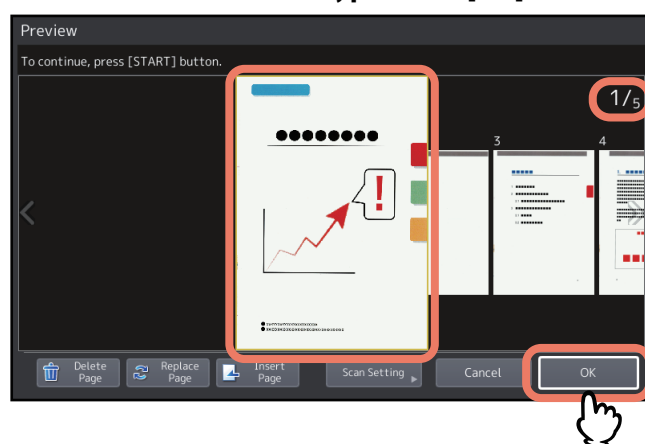 Preview
To continue, press [START] button.
1/5
3
4
!
Delete
Page
Replace
Page
Insert
Page
Scan Setting
Cancel
OK